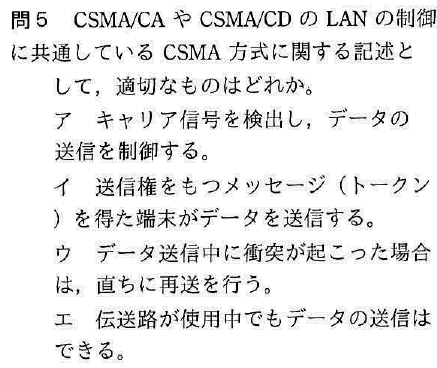 問5　CSMA/CA や CSMA/CD の LAN の制御
に共通している CSMA 方式に関する記述と
して，適切なものはどれか。
ア　キャリア信号を検出し，データの
送信を制御する。
イ　送信権をもつメッセージ（トークン
）を得た端末がデータを送信する。
ウ　データ送信中に衝突が起こった場合
は，直ちに再送を行う。
エ　伝送路が使用中でもデータの送信は
できる。